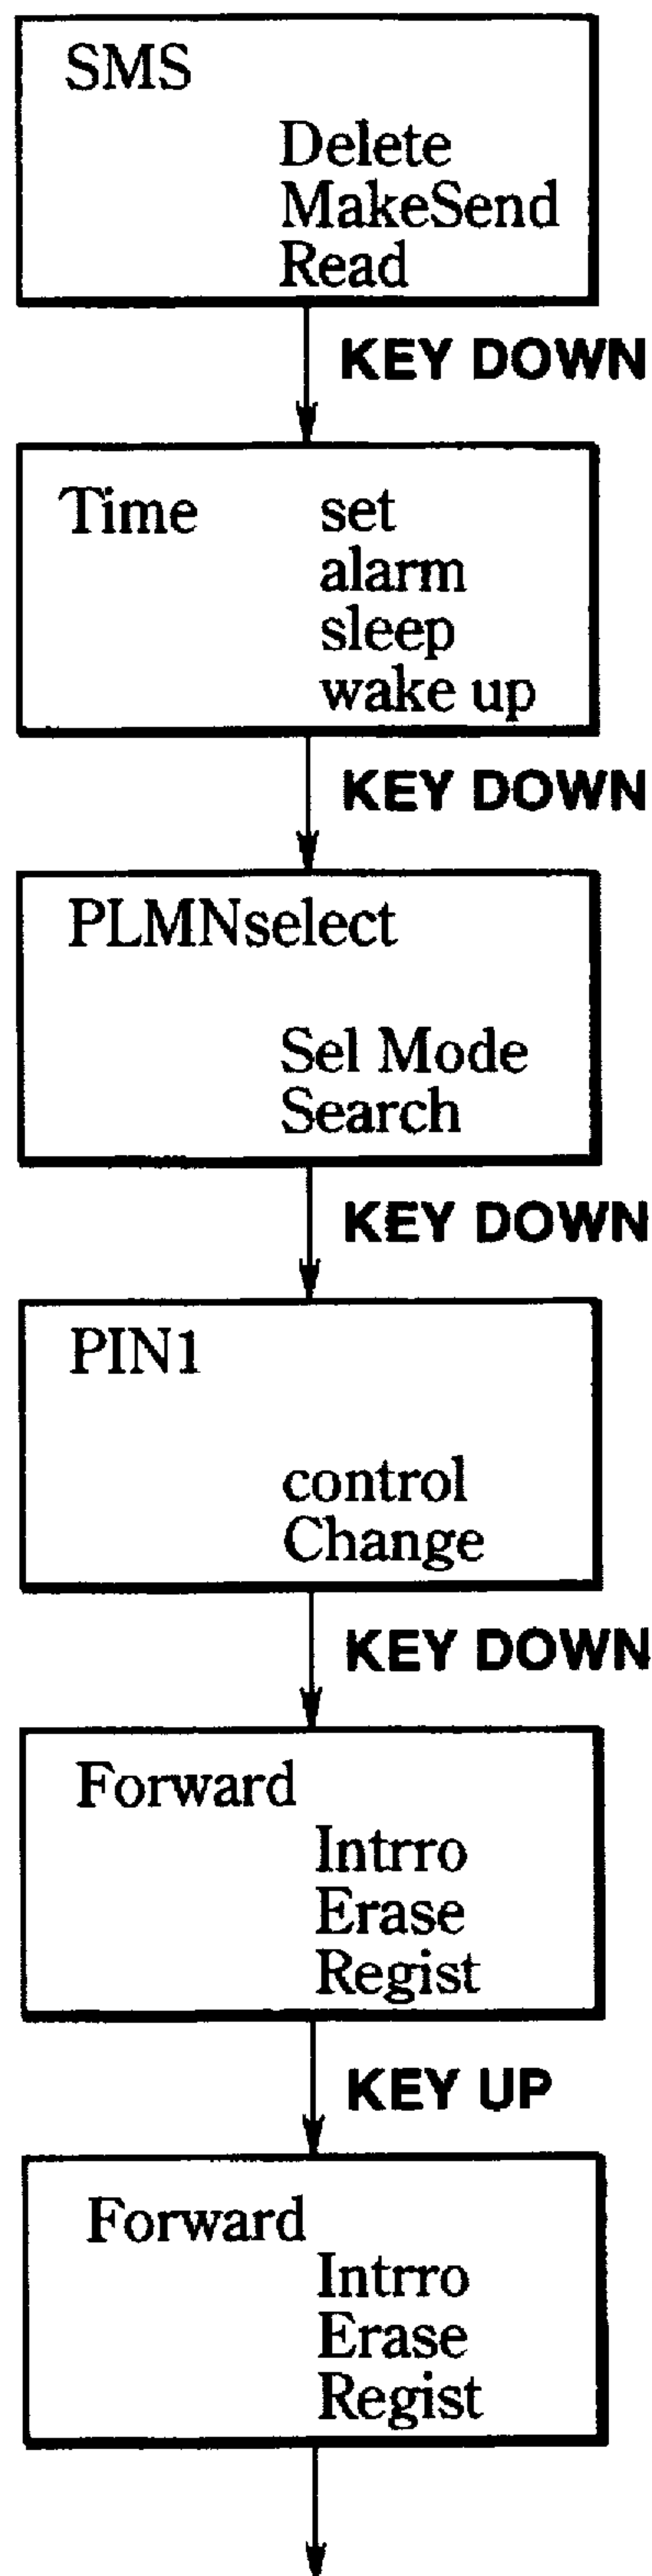 SMS
Delete
MakeSend
Read
KEY DOWN
Time set
alarm
sleep
wake up
KEY DOWN
PLMNselect
Sel Mode
Search
KEY DOWN
PIN1
control
Change
KEY DOWN
Forward
Intrro
Erase
Regist
KEY UP
Forward
Intrro
Erase
Regist